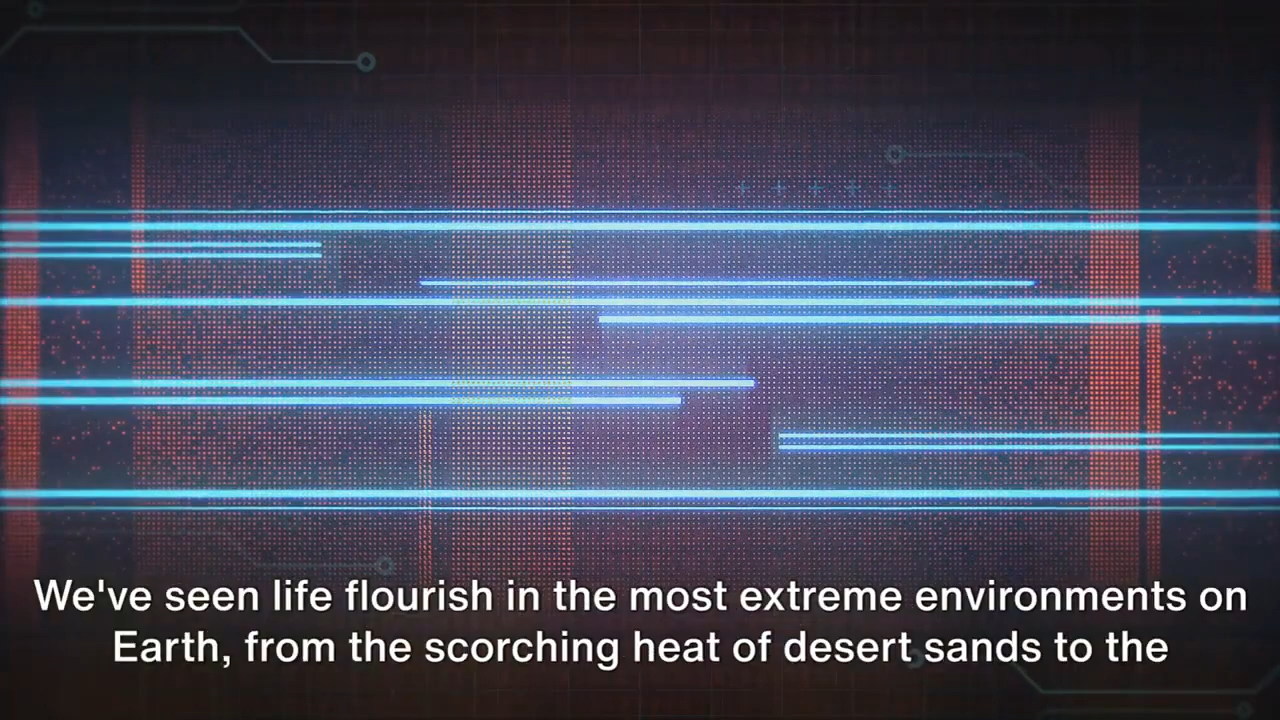 We've seen life flourish in the most extreme environments on
Earth, from the scorching heat of desert sands to the